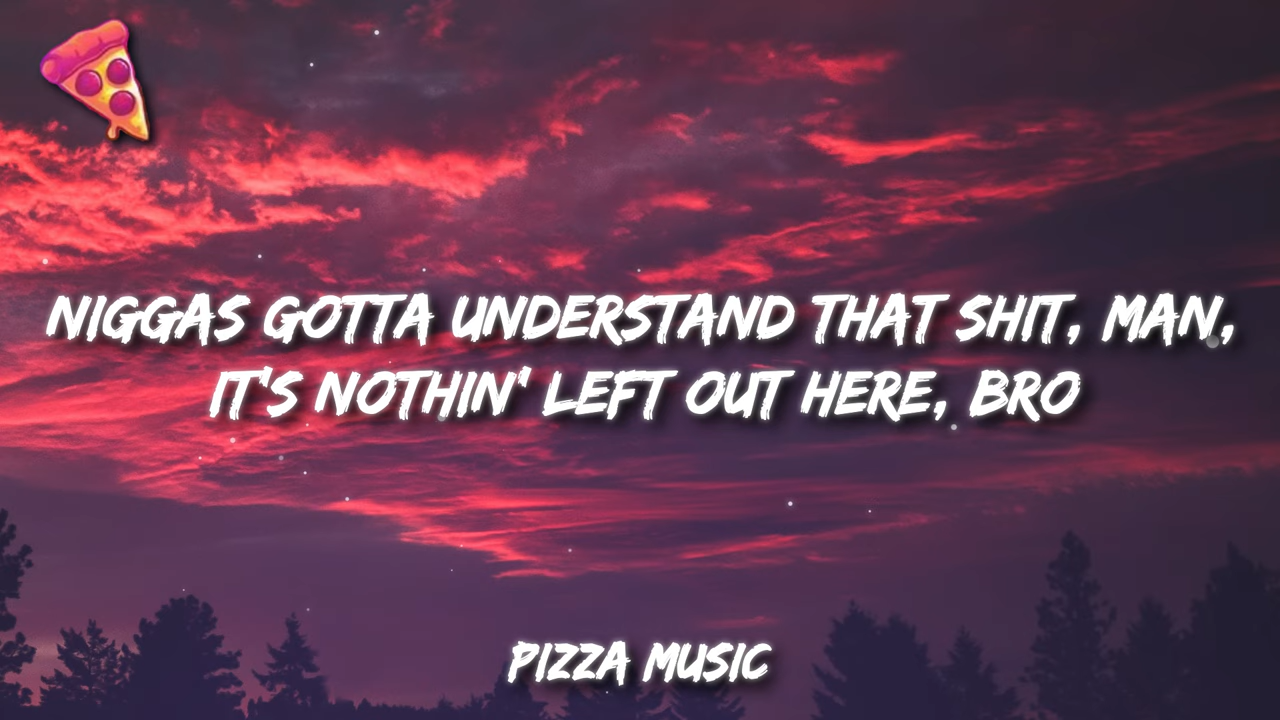 NIGGAS GOTTA UNDERSTAND THAT SHIT, MAN,
IT'S NOTHIN' LEFT OUT HERE, BRO
PIZZA MUSIC